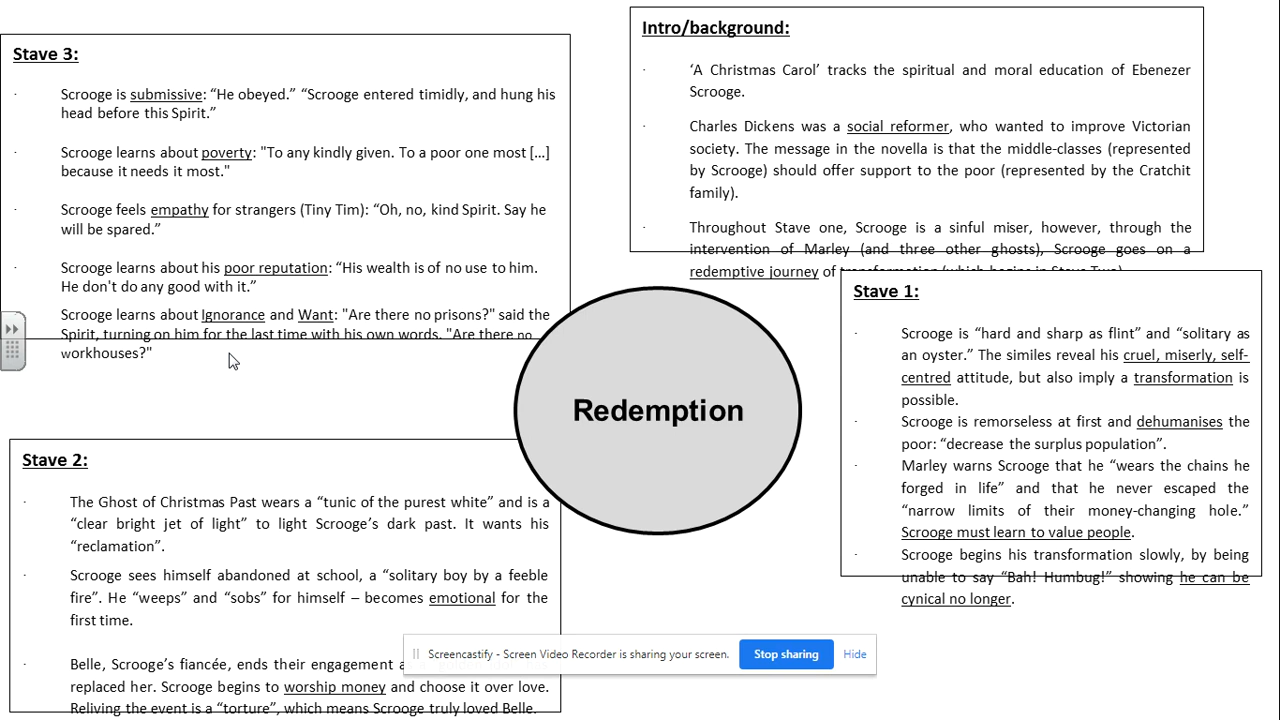 Stave 3:
· Scrooge is submissive: “He obeyed.” “Scrooge entered timidly, and hung his
head before this Spirit.”
· Scrooge learns about poverty: "To any kindly given. To a poor one most […]
because it needs it most."
· Scrooge feels empathy for strangers (Tiny Tim): “Oh, no, kind Spirit. Say he
will be spared.”
· Scrooge learns about his poor reputation: “His wealth is of no use to him.
He don't do any good with it.”
Scrooge learns about Ignorance and Want: "Are there no prisons?" said the
Spirit, turning on him for the last time with his own words. "Are there no
workhouses?"
Intro/background:
· ‘A Christmas Carol’ tracks the spiritual and moral education of Ebenezer
Scrooge.
· Charles Dickens was a social reformer, who wanted to improve Victorian
society. The message in the novella is that the middle-classes (represented
by Scrooge) should offer support to the poor (represented by the Cratchit
family).
· Throughout Stave one, Scrooge is a sinful miser, however, through the
intervention of Marley (and three other ghosts), Scrooge goes on a
redemptive journey of transformation (which begins in Stave Two).
Stave 1:
· Scrooge is “hard and sharp as flint” and “solitary as
an oyster.” The similes reveal his cruel, miserly, self-
centred attitude, but also imply a transformation is
possible.
· Scrooge is remorseless at first and dehumanises the
poor: “decrease the surplus population”.
· Marley warns Scrooge that he “wears the chains he
forged in life” and that he never escaped the
“narrow limits of their money-changing hole.”
Scrooge must learn to value people.
· Scrooge begins his transformation slowly, by being
unable to say “Bah! Humbug!” showing he can be
cynical no longer.
Redemption
Stave 2:
· The Ghost of Christmas Past wears a “tunic of the purest white” and is a
“clear bright jet of light” to light Scrooge’s dark past. It wants his
“reclamation”.
· Scrooge sees himself abandoned at school, a “solitary boy by a feeble
fire”. He “weeps” and “sobs” for himself – becomes emotional for the
first time.
· Belle, Scrooge’s fiancée, ends their engagement
replaced her. Scrooge begins to worship money and choose it over love.
Reliving the event is a “torture”, which means Scrooge truly loved Belle.
Screencastify - Screen Video Recorder is sharing your screen.
Stop sharing
Hide